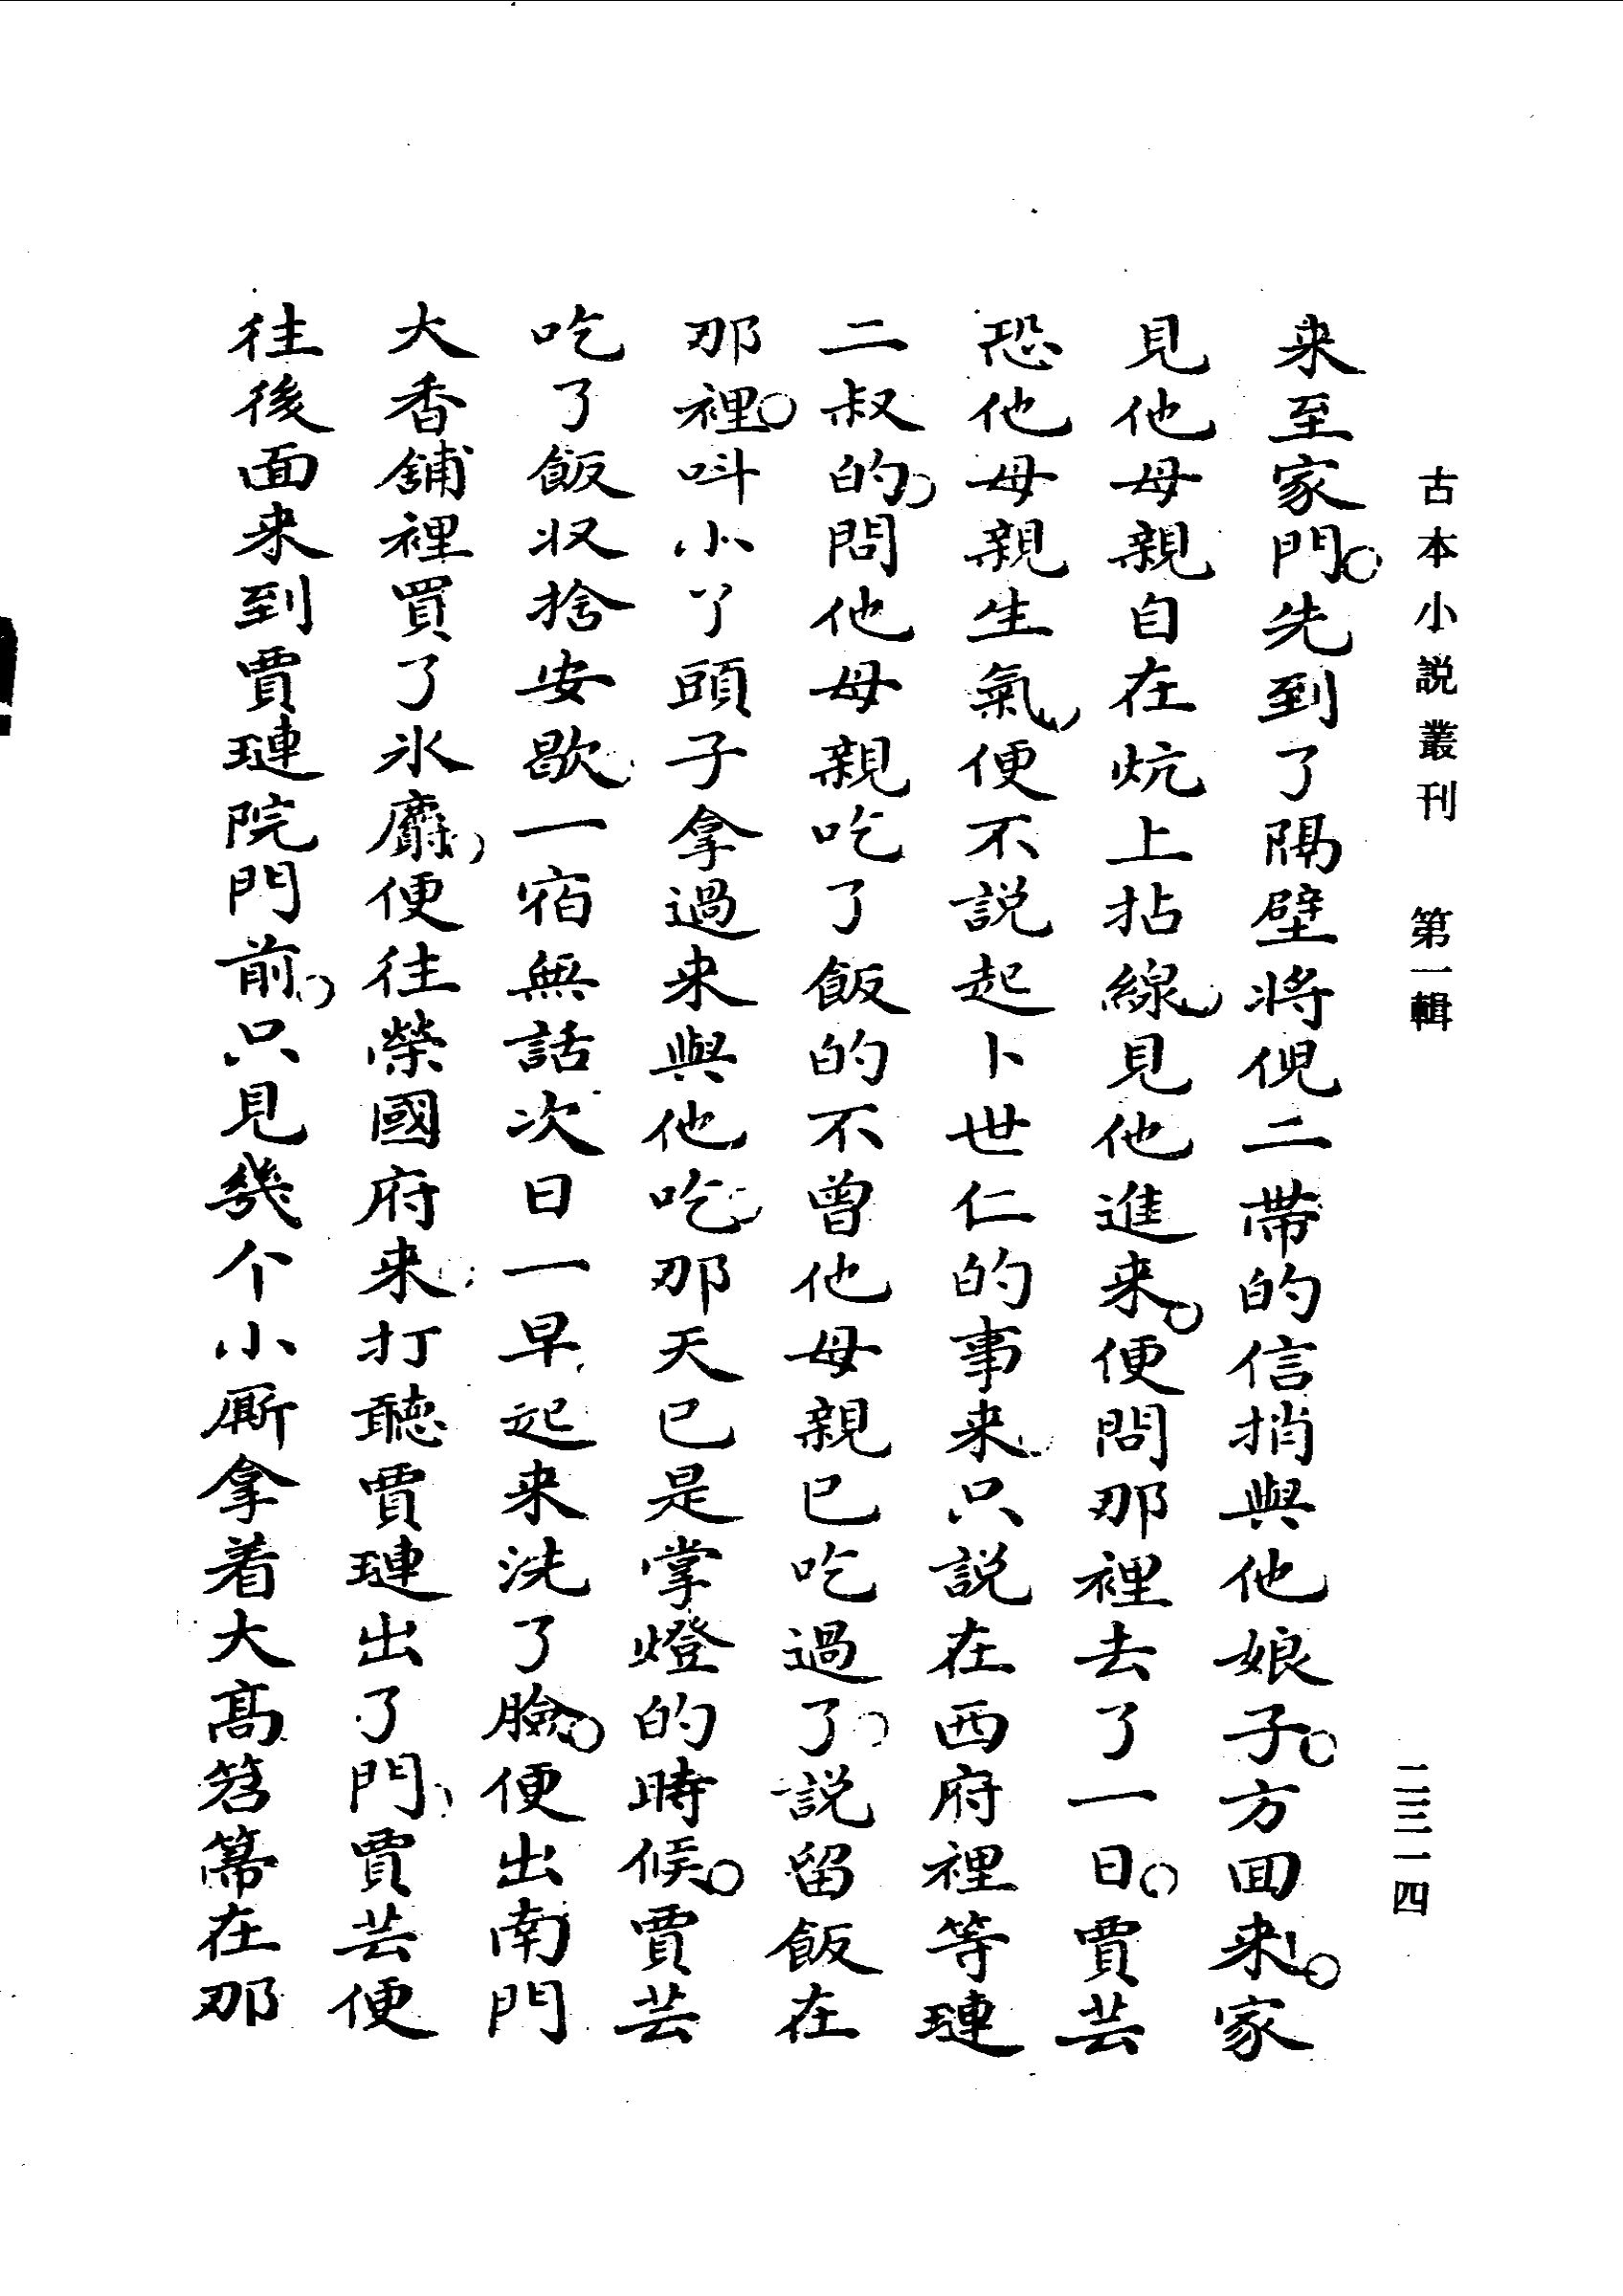 古本小説叢刊　第一輯　二三一四
来至家門○先到了隔壁將倪二帶的信捎與他娘子○方回来○家
見他母親自在炕上拈線見他進来○便問那裡去了一日○賈芸
恐他母親生氣便不説起卜世仁的事来只説在西府裡等璉
二叔的問他母親吃了飯的不曾他母親已吃過了説留飯在
那裡○呌小丫頭子拿過来與他吃那天已是掌燈的時候○賈芸
吃了飯収捨安歇一宿無話次日一早起来洗了臉○便出南門
大香舖裡買了氷麝便往榮國府来打聽賈璉出了門賈芸便
往後面来到賈璉院門前○只見幾个小厮拿着大髙笤箒在那